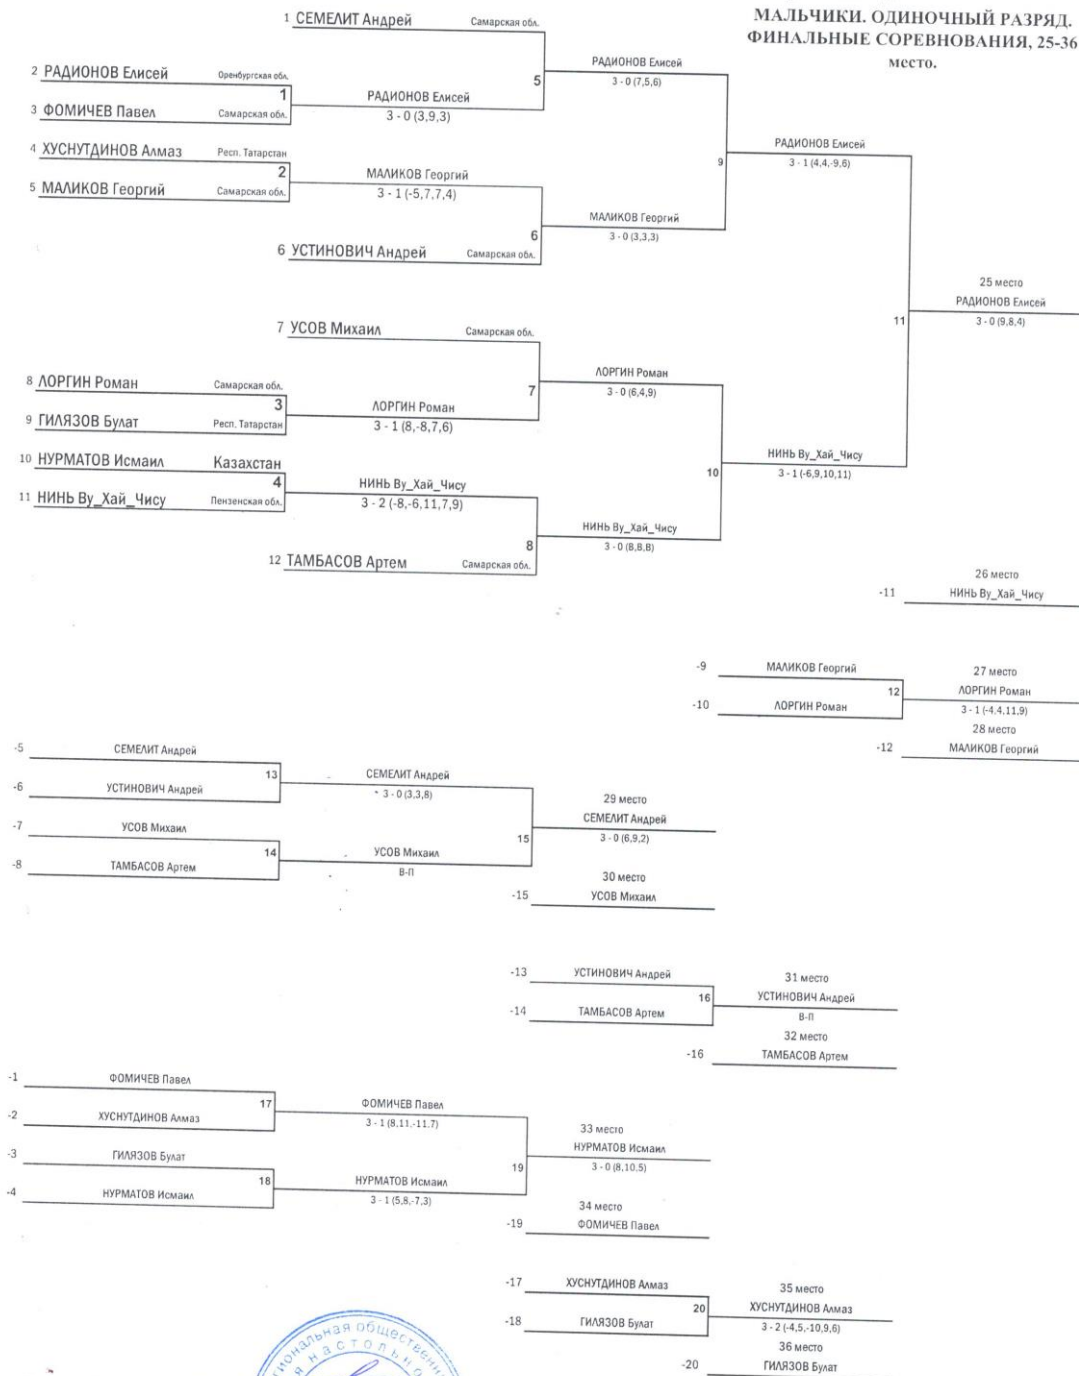 МАЛЬЧИКИ. ОДИНОЧНЫЙ РАЗРЯД.
ФИНАЛЬНЫЕ СОРЕВНОВАНИЯ, 25-36
место.
1 СЕМЕЛИТ Андрей Самарская обл.
5 РАДИОНОВ Елисей
3 - 0 (7,5,6)
2 РАДИОНОВ Елисей Оренбургская обл.
1 РАДИОНОВ Елисей
3 - 0 (3,9,3)
3 ФОМИЧЕВ Павел Самарская обл.
9 РАДИОНОВ Елисей
3 - 1 (4,4,-9,6)
4 ХУСНУТДИНОВ Алмаз Респ. Татарстан
2 МАЛИКОВ Георгий
3 - 1 (-5,7,7,4)
5 МАЛИКОВ Георгий Самарская обл.
6 МАЛИКОВ Георгий
3 - 0 (3,3,3)
6 УСТИНОВИЧ Андрей Самарская обл.
25 место
11 РАДИОНОВ Елисей
3 - 0 (9,8,4)
7 УСОВ Михаил Самарская обл.
7 ЛОРГИН Роман
3 - 0 (6,4,9)
8 ЛОРГИН Роман Самарская обл.
3 ЛОРГИН Роман
3 - 1 (8,-8,7,6)
9 ГИЛЯЗОВ Булат Респ. Татарстан
10 НИНЬ Ву_Хай_Чису
3 - 1 (-6,9,10,11)
10 НУРМАТОВ Исмаил Казахстан
4 НИНЬ Ву_Хай_Чису
3 - 2 (-8,-6,11,7,9)
11 НИНЬ Ву_Хай_Чису Пензенская обл.
8 НИНЬ Ву_Хай_Чису
3 - 0 (8,8,8)
12 ТАМБАСОВ Артем Самарская обл.
26 место
-11 НИНЬ Ву_Хай_Чису
-9 МАЛИКОВ Георгий
27 место
12 ЛОРГИН Роман
3 - 1 (-4,4,11,9)
-10 ЛОРГИН Роман
28 место
-12 МАЛИКОВ Георгий
-5 СЕМЕЛИТ Андрей
13 СЕМЕЛИТ Андрей
3 - 0 (3,3,8)
-6 УСТИНОВИЧ Андрей
29 место
15 СЕМЕЛИТ Андрей
3 - 0 (6,9,2)
-7 УСОВ Михаил
14 УСОВ Михаил
В-П
-8 ТАМБАСОВ Артем
30 место
-15 УСОВ Михаил
-13 УСТИНОВИЧ Андрей
31 место
16 УСТИНОВИЧ Андрей
В-П
-14 ТАМБАСОВ Артем
32 место
-16 ТАМБАСОВ Артем
-1 ФОМИЧЕВ Павел
17 ФОМИЧЕВ Павел
3 - 1 (8,11,-11,7)
-2 ХУСНУТДИНОВ Алмаз
33 место
19 НУРМАТОВ Исмаил
3 - 0 (8,10,5)
-3 ГИЛЯЗОВ Булат
18 НУРМАТОВ Исмаил
3 - 1 (5,8,-7,3)
-4 НУРМАТОВ Исмаил
34 место
-19 ФОМИЧЕВ Павел
-17 ХУСНУТДИНОВ Алмаз
35 место
20 ХУСНУТДИНОВ Алмаз
3 - 2 (-4,5,-10,9,6)
-18 ГИЛЯЗОВ Булат
36 место
-20 ГИЛЯЗОВ Булат